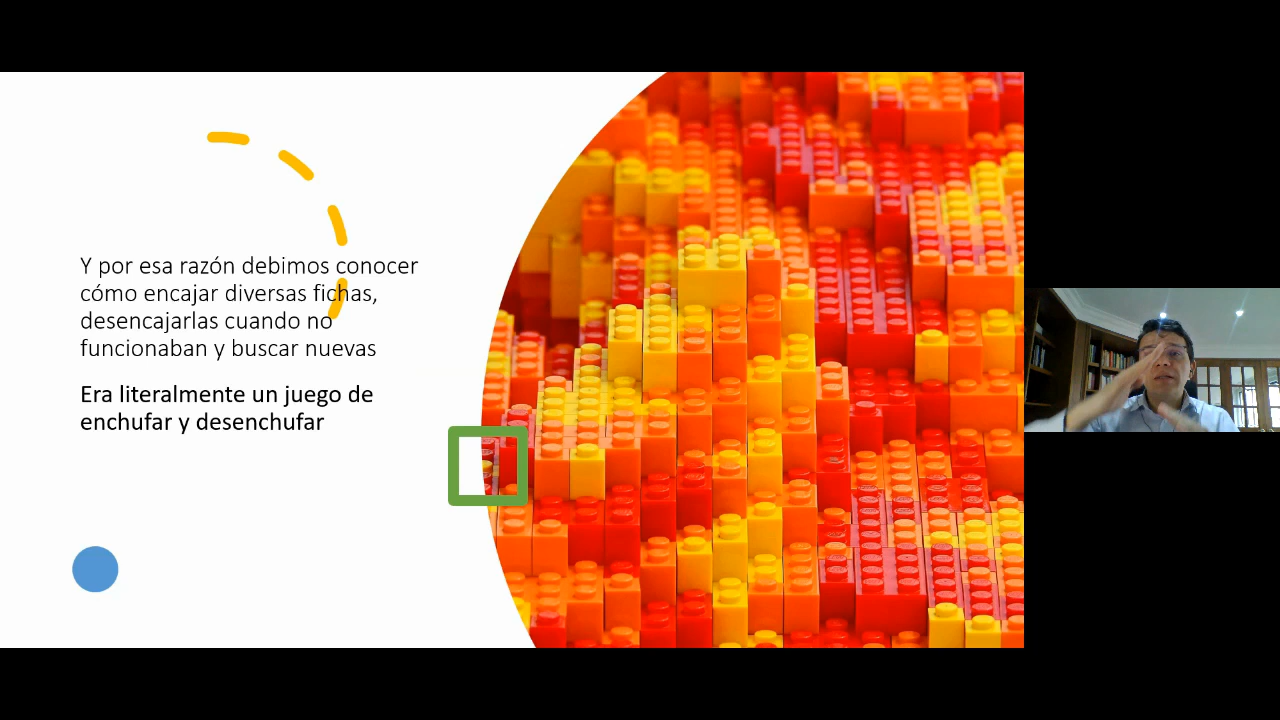 Y por esa razón debimos conocer
cómo encajar diversas fichas,
desencajarlas cuando no
funcionaban y buscar nuevas
Era literalmente un juego de
enchufar y desenchufar